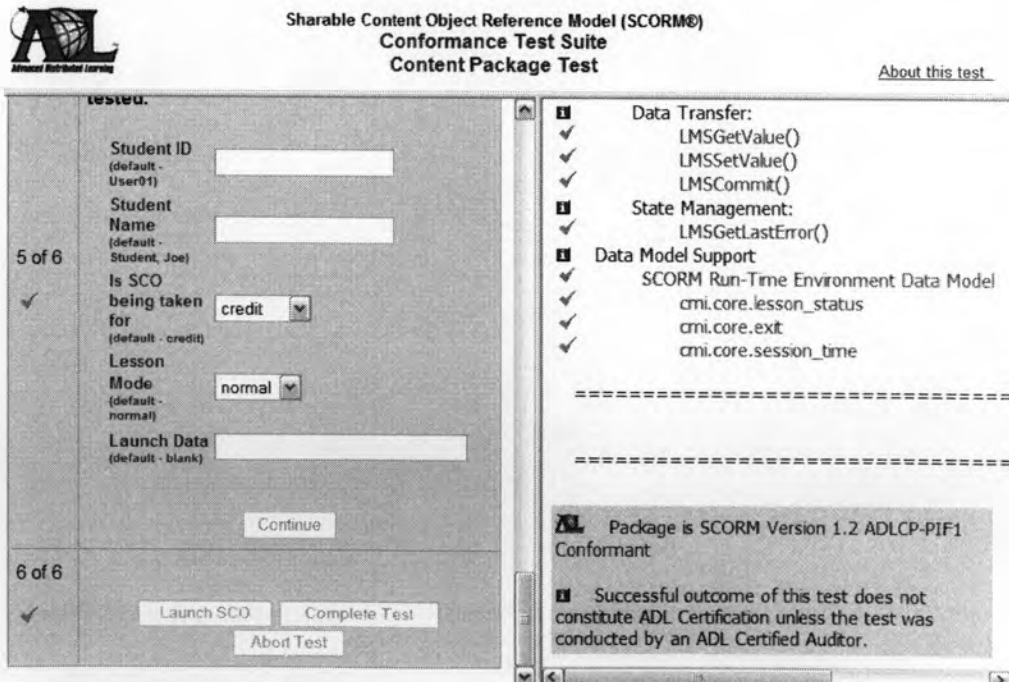 Sharable Content Object Reference Model (SCORM®)
Conformance Test Suite
Content Package Test
Advanced Distributed Learning
About this test
tested.
Student ID
(default -
User01)
Student
Name
(default -
Student, Joe)
5 of 6
Is SCO
being taken
for
(default - credit)
credit
Lesson
Mode
(default -
normal)
normal
Launch Data
(default - blank)
Continue
6 of 6
Launch SCO
Complete Test
Abort Test
Data Transfer:
LMSGetValue()
LMSSetValue()
LMSCommit()
State Management:
LMSGetLastError()
Data Model Support
SCORM Run-Time Environment Data Model
cmi.core.lesson_status
cmi.core.exit
cmi.core.session_time
===============================
===============================
ADL Package is SCORM Version 1.2 ADLCP-PIF1
Conformant
Successful outcome of this test does not
constitute ADL Certification unless the test was
conducted by an ADL Certified Auditor.